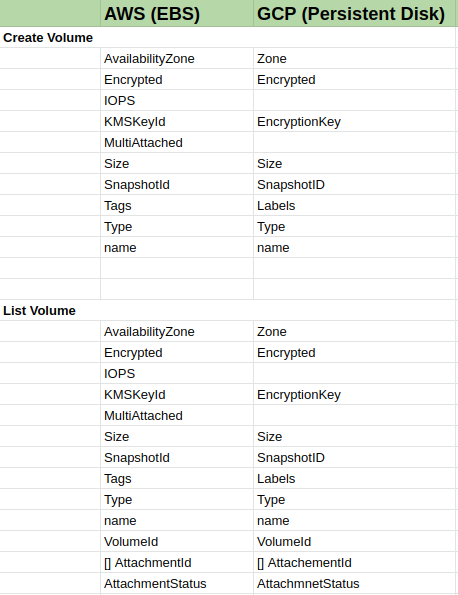 AWS (EBS) GCP (Persistent Disk)
Create Volume
AvailabilityZone Zone
Encrypted Encrypted
IOPS
KMSKeyId EncryptionKey
MultiAttached
Size Size
SnapshotId SnapshotID
Tags Labels
Type Type
name name
List Volume
AvailabilityZone Zone
Encrypted Encrypted
IOPS
KMSKeyId EncryptionKey
MultiAttached
Size Size
SnapshotId SnapshotID
Tags Labels
Type Type
name name
VolumeId VolumeId
[] AttachmentId [] AttachementId
AttachmentStatus AttachmnetStatus